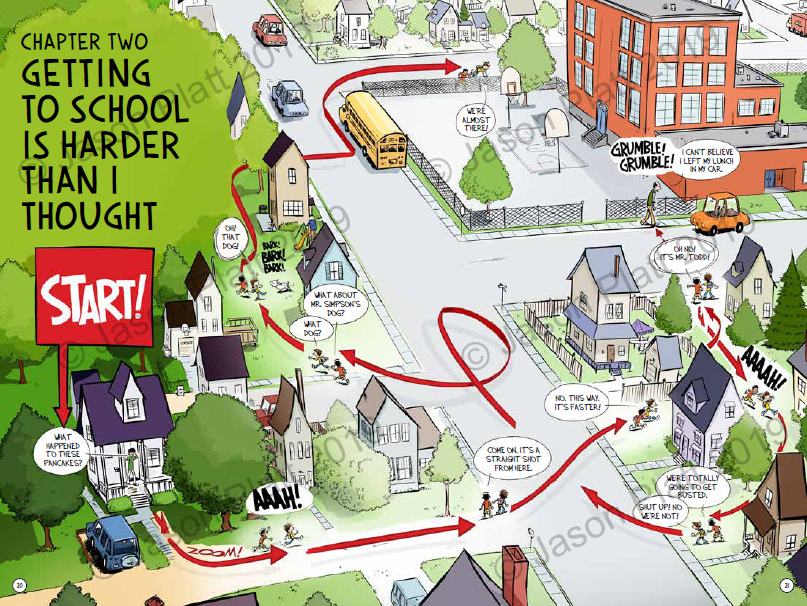 CHAPTER TWO
GETTING
TO SCHOOL
IS HARDER
THAN I
THOUGHT
START!
WHAT
HAPPENED
TO THESE
PANCAKES?
ZOOM!
AAAH!
COME ON. IT'S A
STRAIGHT SHOT
FROM HERE.
NO. THIS WAY.
IT'S FASTER!
OH NO!
IT'S MR. TODD!
GRUMBLE!
GRUMBLE!
I CAN'T BELIEVE
I LEFT MY LUNCH
IN MY CAR.
AAAH!
WE'RE TOTALLY
GOING TO GET
BUSTED.
SHUT UP! NO
WE'RE NOT!
WHAT ABOUT
MR. SIMPSON'S
DOG?
WHAT
DOG?
BARK!
BARK!
BARK!
OH!
THAT
DOG!
WE'RE
ALMOST
THERE!
20
21
© Jason Platt 2019